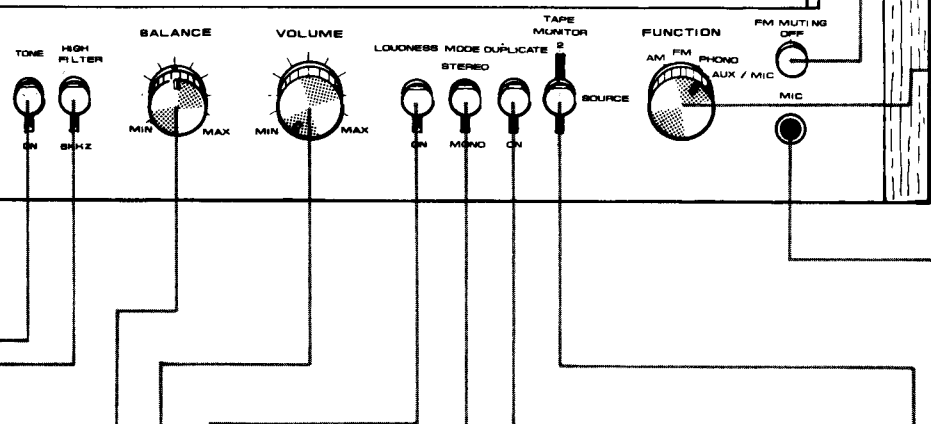 TONE
ON
HIGH
FILTER
6KHZ
BALANCE
MIN MAX
VOLUME
MIN MAX
LOUDNESS MODE DUPLICATE
STEREO
ON MONO ON
TAPE
MONITOR
2
SOURCE
FUNCTION
AM FM PHONO
AUX / MIC
FM MUTING
OFF
MIC